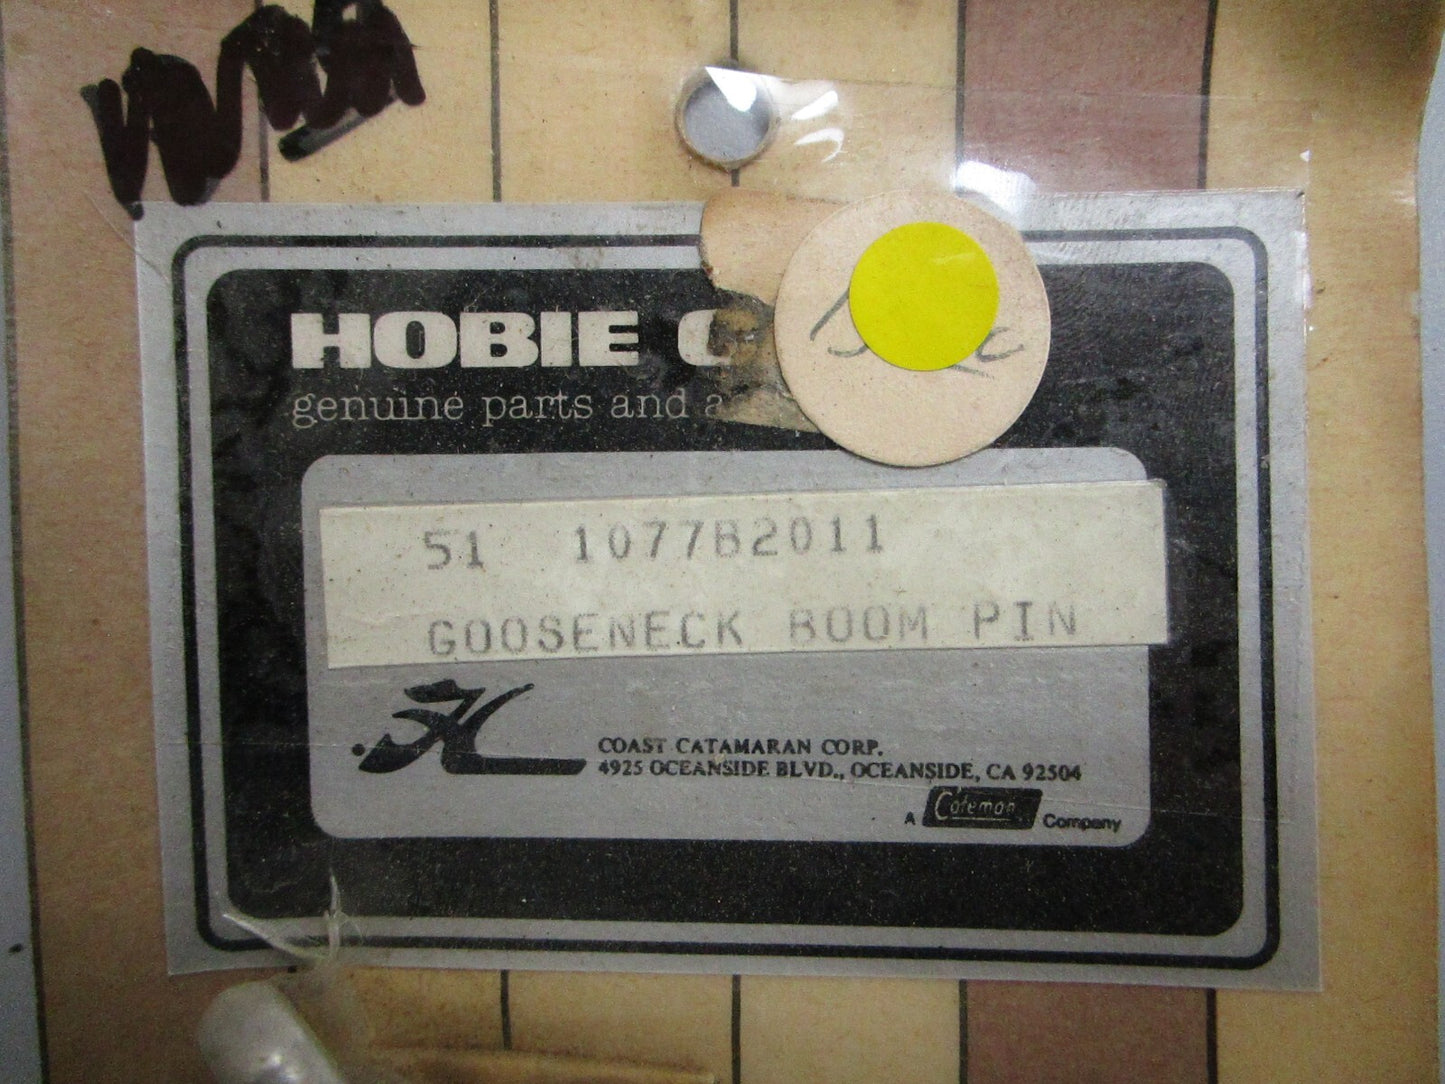 HOBIE C
genuine parts and a
51 1077B2011
GOOSENECK BOOM PIN
COAST CATAMARAN CORP.
4925 OCEANSIDE BLVD., OCEANSIDE, CA 92504
A Coleman Company